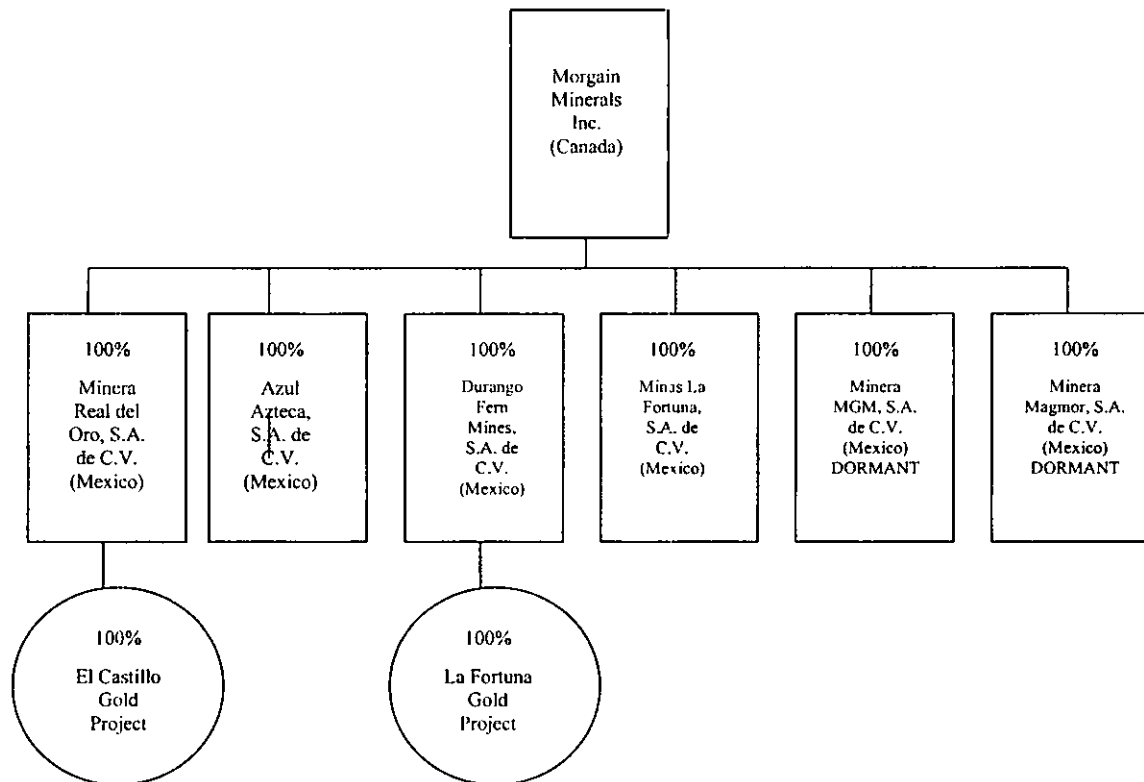 Morgain
Minerals
Inc.
(Canada)
100%
Minera
Real del
Oro, S.A.
de C.V.
(Mexico)
100%
Azul
Azteca,
S.A. de
C.V.
(Mexico)
100%
Durango
Fern
Mines,
S.A. de
C.V.
(Mexico)
100%
Minas La
Fortuna,
S.A. de
C.V.
(Mexico)
100%
Minera
MGM, S.A.
de C.V.
(Mexico)
DORMANT
100%
Minera
Magmor, S.A.
de C.V.
(Mexico)
DORMANT
100%
El Castillo
Gold
Project
100%
La Fortuna
Gold
Project